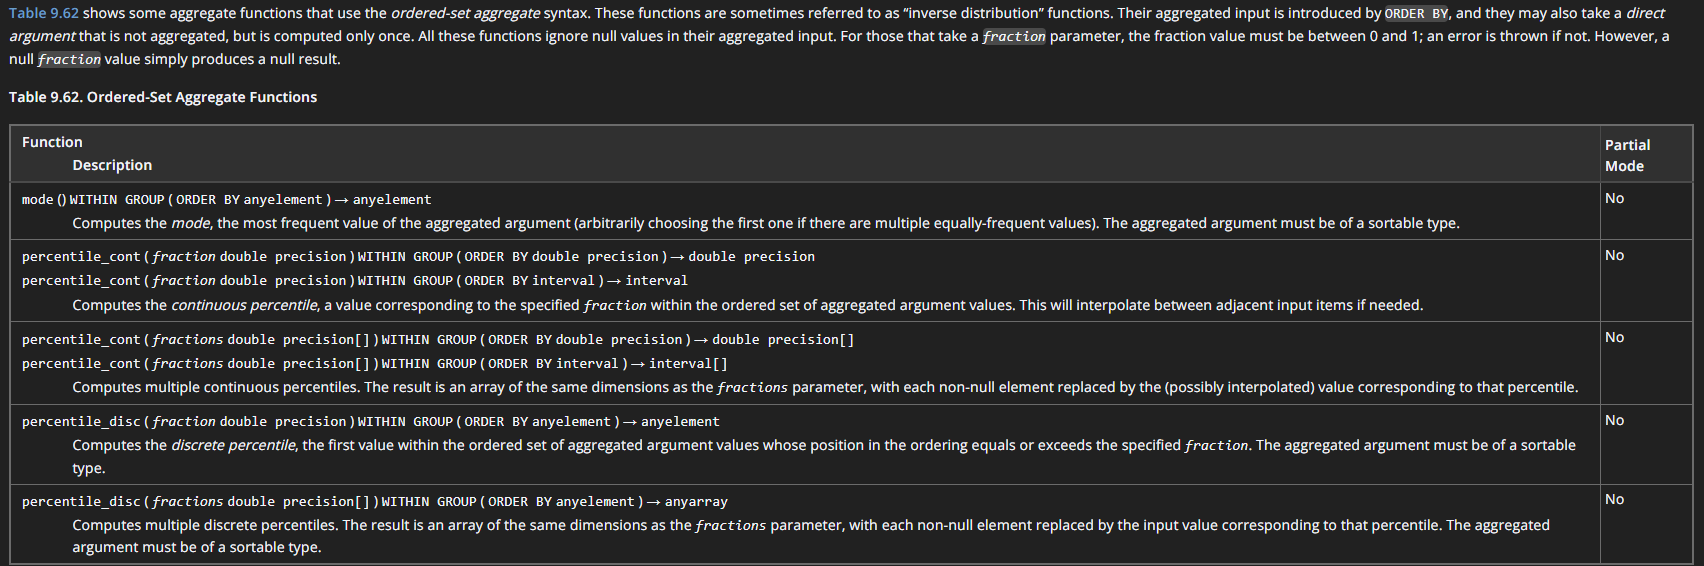 Table 9.62 shows some aggregate functions that use the ordered-set aggregate syntax. These functions are sometimes referred to as “inverse distribution” functions. Their aggregated input is introduced by ORDER BY, and they may also take a direct
argument that is not aggregated, but is computed only once. All these functions ignore null values in their aggregated input. For those that take a fraction parameter, the fraction value must be between 0 and 1; an error is thrown if not. However, a
null fraction value simply produces a null result.
Table 9.62. Ordered-Set Aggregate Functions
Function
Description
Partial
Mode
mode () WITHIN GROUP ( ORDER BY anyelement ) → anyelement
Computes the mode, the most frequent value of the aggregated argument (arbitrarily choosing the first one if there are multiple equally-frequent values). The aggregated argument must be of a sortable type.
No
percentile_cont ( fraction double precision ) WITHIN GROUP ( ORDER BY double precision ) → double precision
percentile_cont ( fraction double precision ) WITHIN GROUP ( ORDER BY interval ) → interval
Computes the continuous percentile, a value corresponding to the specified fraction within the ordered set of aggregated argument values. This will interpolate between adjacent input items if needed.
No
percentile_cont ( fractions double precision[] ) WITHIN GROUP ( ORDER BY double precision ) → double precision[]
percentile_cont ( fractions double precision[] ) WITHIN GROUP ( ORDER BY interval ) → interval[]
Computes multiple continuous percentiles. The result is an array of the same dimensions as the fractions parameter, with each non-null element replaced by the (possibly interpolated) value corresponding to that percentile.
No
percentile_disc ( fraction double precision ) WITHIN GROUP ( ORDER BY anyelement ) → anyelement
Computes the discrete percentile, the first value within the ordered set of aggregated argument values whose position in the ordering equals or exceeds the specified fraction. The aggregated argument must be of a sortable
type.
No
percentile_disc ( fractions double precision[] ) WITHIN GROUP ( ORDER BY anyelement ) → anyarray
Computes multiple discrete percentiles. The result is an array of the same dimensions as the fractions parameter, with each non-null element replaced by the input value corresponding to that percentile. The aggregated
argument must be of a sortable type.
No